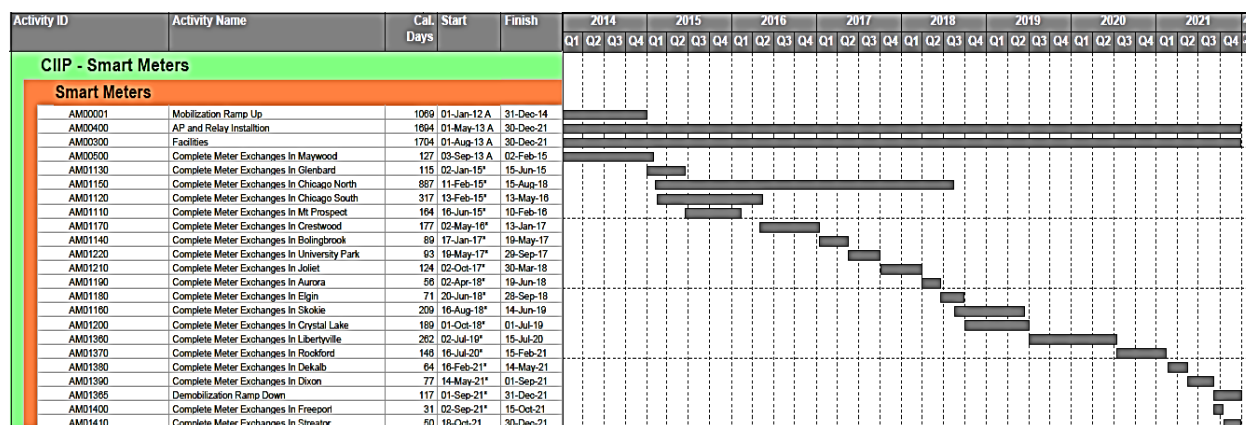 Activity ID Activity Name Cal. Days Start Finish 2014 2015 2016 2017 2018 2019 2020 2021
Q1 Q2 Q3 Q4 Q1 Q2 Q3 Q4 Q1 Q2 Q3 Q4 Q1 Q2 Q3 Q4 Q1 Q2 Q3 Q4 Q1 Q2 Q3 Q4 Q1 Q2 Q3 Q4 Q1 Q2 Q3 Q4
CIIP - Smart Meters
Smart Meters
AM00001 Mobilization Ramp Up 1069 01-Jan-12 A 31-Dec-14
AM00400 AP and Relay Installtion 1694 01-May-13 A 30-Dec-21
AM00300 Facilities 1704 01-Aug-13 A 30-Dec-21
AM00500 Complete Meter Exchanges In Maywood 127 03-Sep-13 A 02-Feb-15
AM01130 Complete Meter Exchanges In Glenbard 115 02-Jan-15* 15-Jun-15
AM01150 Complete Meter Exchanges In Chicago North 887 11-Feb-15* 15-Aug-18
AM01120 Complete Meter Exchanges In Chicago South 317 13-Feb-15* 13-May-16
AM01110 Complete Meter Exchanges In Mt Prospect 164 16-Jun-15* 10-Feb-16
AM01170 Complete Meter Exchanges In Crestwood 177 02-May-16* 13-Jan-17
AM01140 Complete Meter Exchanges In Bolingbrook 89 17-Jan-17* 19-May-17
AM01220 Complete Meter Exchanges In University Park 93 19-May-17* 29-Sep-17
AM01210 Complete Meter Exchanges In Joliet 124 02-Oct-17* 30-Mar-18
AM01190 Complete Meter Exchanges In Aurora 56 02-Apr-18* 19-Jun-18
AM01180 Complete Meter Exchanges In Elgin 71 20-Jun-18* 28-Sep-18
AM01160 Complete Meter Exchanges In Skokie 209 16-Aug-18* 14-Jun-19
AM01200 Complete Meter Exchanges In Crystal Lake 189 01-Oct-18* 01-Jul-19
AM01360 Complete Meter Exchanges In Libertyville 262 02-Jul-19* 15-Jul-20
AM01370 Complete Meter Exchanges In Rockford 146 16-Jul-20* 15-Feb-21
AM01380 Complete Meter Exchanges In Dekalb 64 16-Feb-21* 14-May-21
AM01390 Complete Meter Exchanges In Dixon 77 14-May-21* 01-Sep-21
AM01365 Demobilization Ramp Down 117 01-Sep-21* 31-Dec-21
AM01400 Complete Meter Exchanges In Freeport 31 02-Sep-21* 15-Oct-21
AM01410 Complete Meter Exchanges In Streator 50 18-Oct-21 30-Dec-21